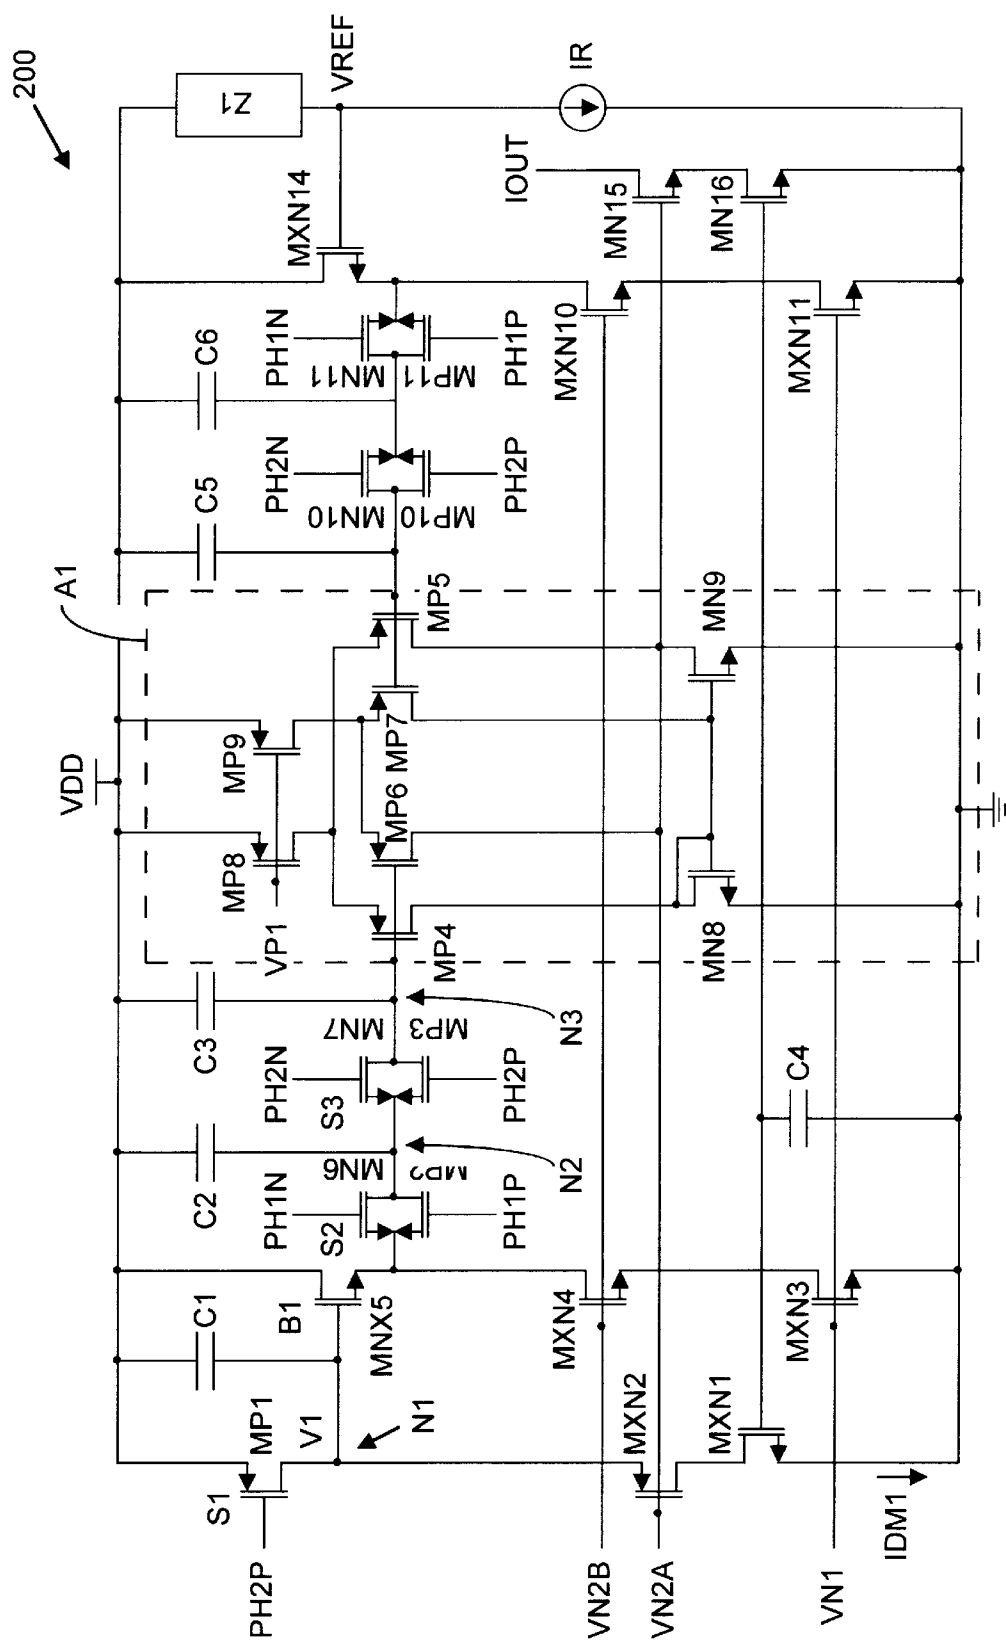 200
VDD
A1
Z1
VREF
IR
C1
C2
C3
C5
C6
MP1
S1
PH2P
V1
N1
B1
MNX5
PH1N
S2
MN6
PH1P
N2
PH2N
S3
MN7
MP3
PH2P
N3
MP8
MP9
VP1
MP4
MP6
MP7
MP5
MN8
MN9
PH2N
MN10
MP10
PH2P
PH1N
MN11
MP11
PH1P
MXN14
IOUT
MN15
MN16
MXN10
MXN11
MXN4
MXN2
MXN1
MXN3
C4
VN2B
VN2A
VN1
IDM1